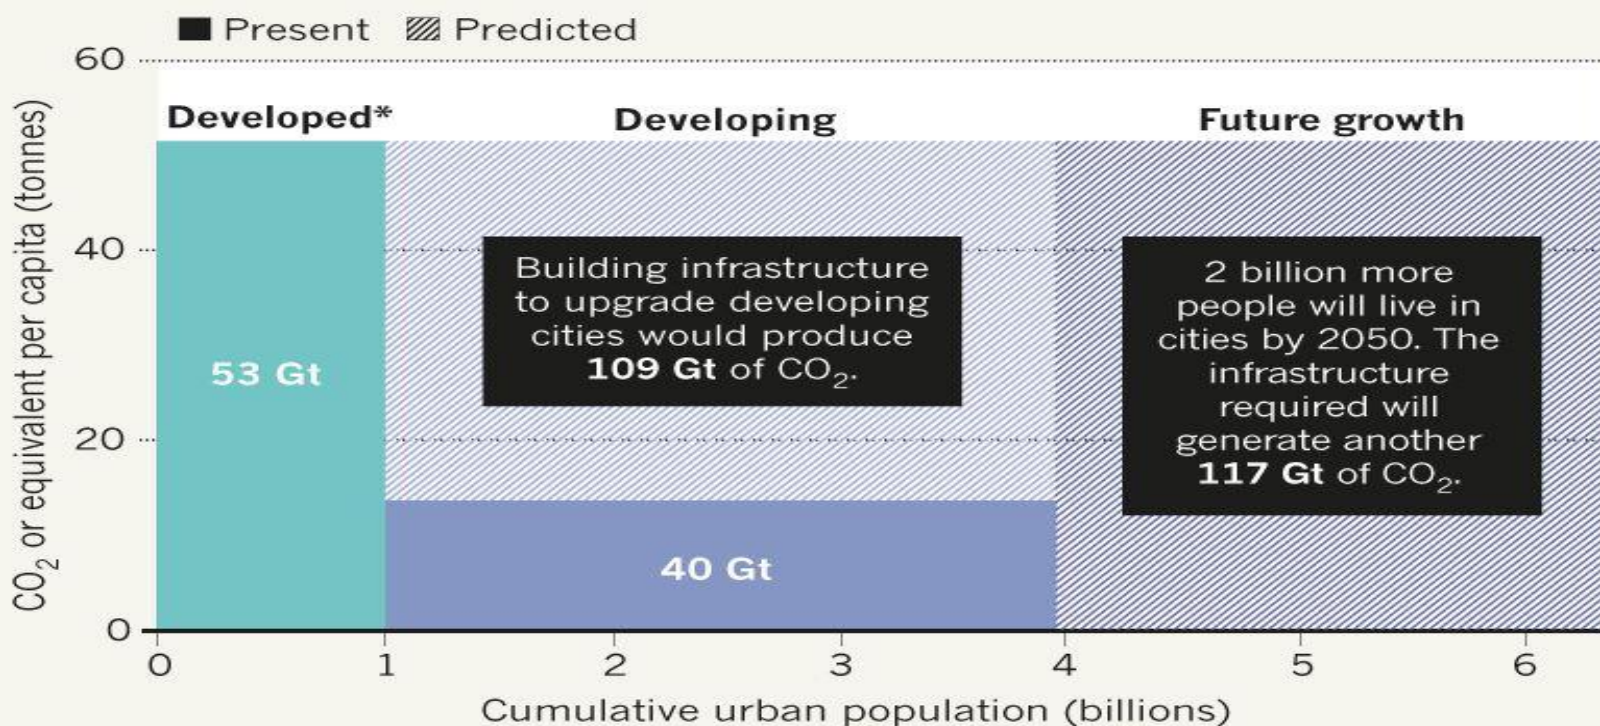 Present Predicted
60
Developed* Developing Future growth
40
20
0
CO2 or equivalent per capita (tonnes)
53 Gt
Building infrastructure
to upgrade developing
cities would produce
109 Gt of CO2.
2 billion more
people will live in
cities by 2050. The
infrastructure
required will
generate another
117 Gt of CO2.
40 Gt
0 1 2 3 4 5 6
Cumulative urban population (billions)